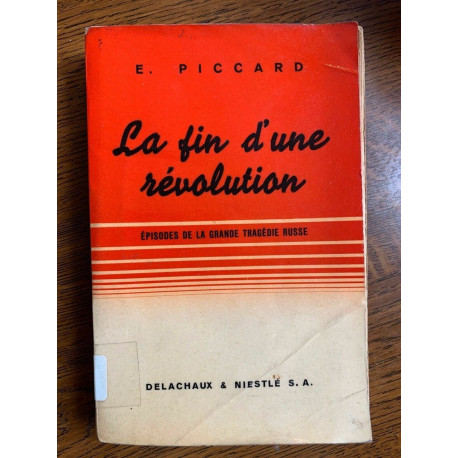 E. PICCARD
La fin d'une
révolution
ÉPISODES DE LA GRANDE TRAGÉDIE RUSSE
DELACHAUX & NIESTLÉ S.A.